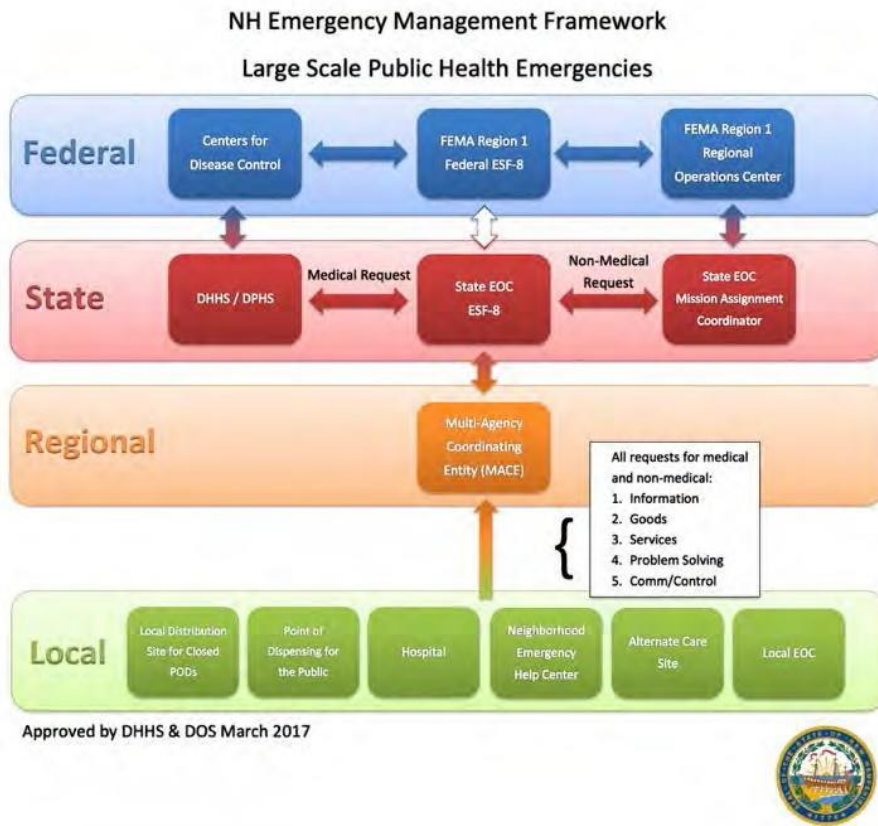 NH Emergency Management Framework
Large Scale Public Health Emergencies
Federal
Centers for
Disease Control
FEMA Region 1
Federal ESF-8
FEMA Region 1
Regional
Operations Center
State
DHHS / DPHS
Medical Request
State EOC
ESF-8
Non-Medical
Request
State EOC
Mission Assignment
Coordinator
Regional
Multi-Agency
Coordinating
Entity (MACE)
All requests for medical
and non-medical:
1. Information
2. Goods
3. Services
4. Problem Solving
5. Comm/Control
{
Local
Local Distribution
Site for Closed
PODs
Point of
Dispensing for
the Public
Hospital
Neighborhood
Emergency
Help Center
Alternate Care
Site
Local EOC
Approved by DHHS & DOS March 2017